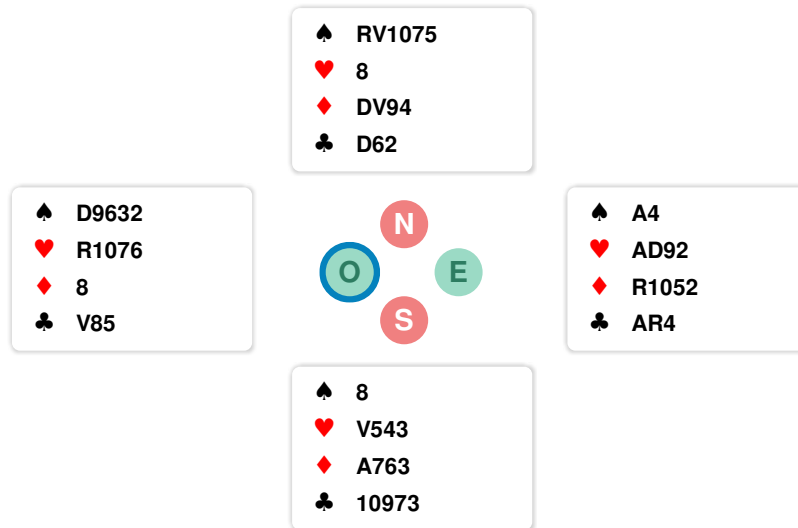 ♠ RV1075
♥ 8
♦ DV94
♣ D62
♠ D9632
♥ R1076
♦ 8
♣ V85
N
O E
S
♠ A4
♥ AD92
♦ R1052
♣ AR4
♠ 8
♥ V543
♦ A763
♣ 10973